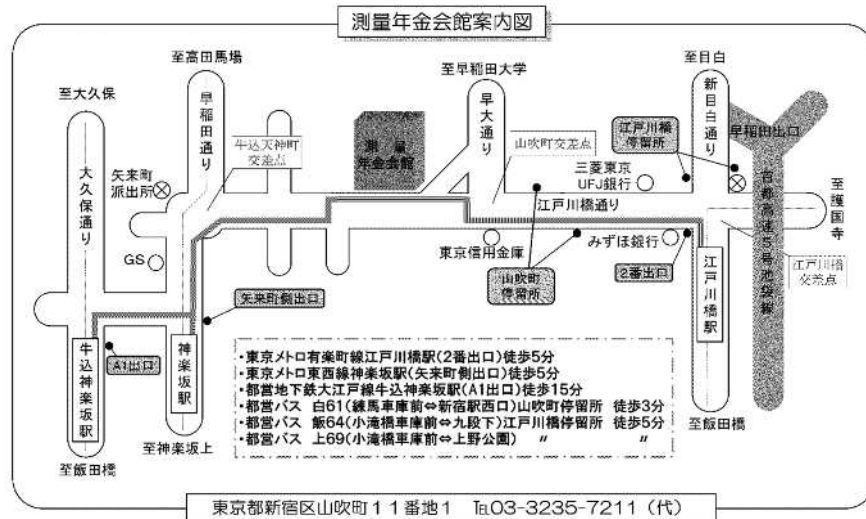 測量年金会館案内図
至高田馬場
至早稲田大学
至目白
至大久保
早稲田通り
早大通り
新目白通り
江戸川橋
停留所
早稲田出口
大久保通り
牛込天神町
交差点
測量
年金会館
山吹町交差点
矢来町
派出所
三菱東京
UFJ銀行
首都高速5号池袋線
至護国寺
江戸川橋通り
GS
東京信用金庫
みずほ銀行
江戸川橋
交差点
山吹町
停留所
2番出口
江戸川橋駅
矢来町側出口
牛込神楽坂駅
A1出口
神楽坂駅
・東京メトロ有楽町線江戸川橋駅(2番出口)徒歩5分
・東京メトロ東西線神楽坂駅(矢来町側出口)徒歩5分
・都営地下鉄大江戸線牛込神楽坂駅(A1出口)徒歩15分
・都営バス 白61(練馬車庫前⇔新宿駅西口)山吹町停留所 徒歩3分
・都営バス 飯64(小滝橋車庫前⇔九段下)江戸川橋停留所 徒歩5分
・都営バス 上69(小滝橋車庫前⇔上野公園) 〃 〃
至飯田橋
至神楽坂上
至飯田橋
東京都新宿区山吹町11番地1 ℡03-3235-7211(代)